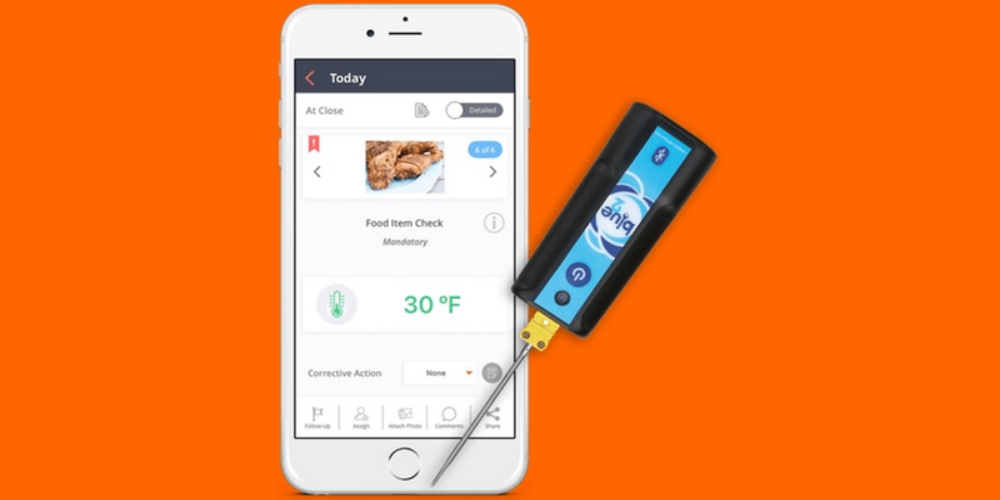 Today
At Close
Detailed
1
6 of 6
Food Item Check
i
Mandatory
30 °F
Corrective Action
None
Follow-Up
Assign
Attach Photo
Comments
Share
blue2